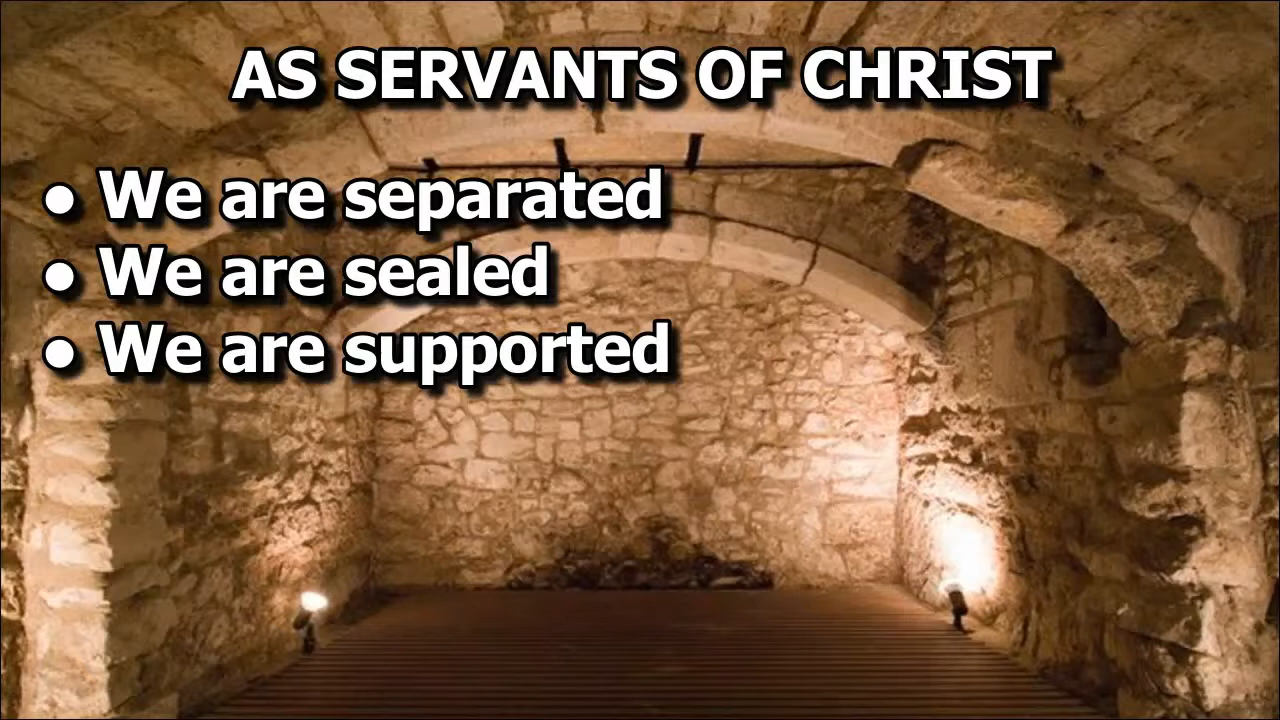 AS SERVANTS OF CHRIST
● We are separated
● We are sealed
● We are supported